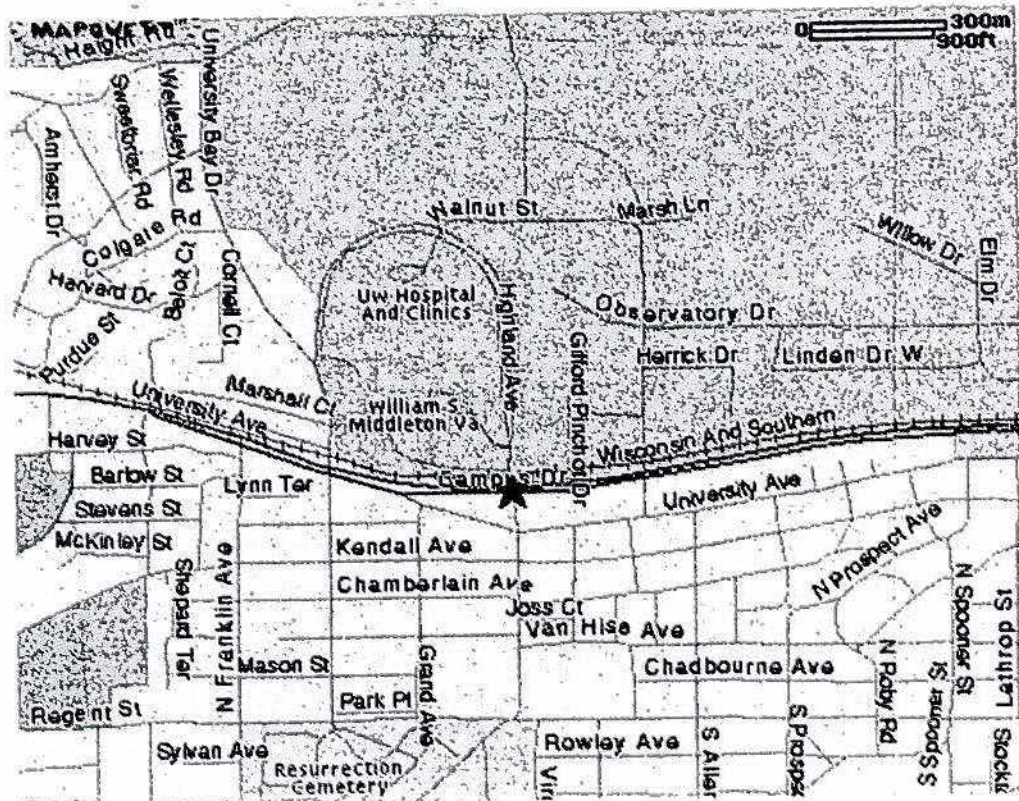 MAPQUEST
0 300m
900ft
Height Rd
University Bay Dr
Sweetbriar Rd
Wellesley Rd
Amherst Dr
Colgate Rd
Harvard Dr
Beloit Ct
Cornell Ct
Purdue St
Walnut St
Marsh Ln
Willow Dr
Elm Dr
Uw Hospital
And Clinics
Highland Ave
Observatory Dr
Gifford Pinchot Dr
Herrick Dr
Linden Dr W
Marshall Ct
University Ave
William S
Middleton Va
Wisconsin And Southern
Harvey St
Campus Dr
Barlow St
Lynn Ter
University Ave
Stevens St
McKinley St
Kendall Ave
N Prospect Ave
Shepard Ter
N Franklin Ave
Chamberlain Ave
Joss Ct
Van Hise Ave
N Spooner St
Lathrop St
Mason St
Grand Ave
Chadbourne Ave
N Roby Rd
Park Pl
Regent St
Sylvan Ave
Rowley Ave
S Prospe
Resurrection
Cemetery